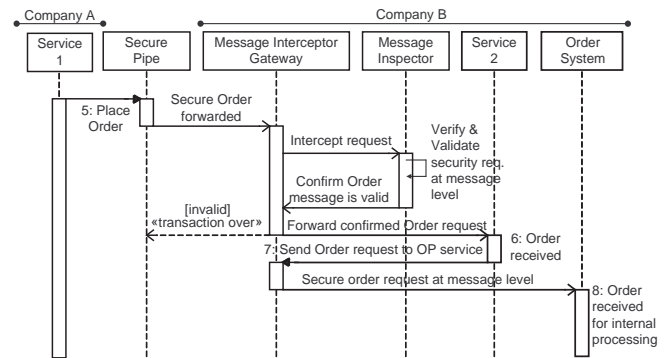 Company A
Company B
Service
1
Secure
Pipe
Message Interceptor
Gateway
Message
Inspector
Service
2
Order
System
5: Place
Order
Secure Order
forwarded
Intercept request
Verify &
Validate
security req.
at message
level
Confirm Order
message is valid
[invalid]
«transaction over»
Forward confirmed Order request
6: Order
received
7: Send Order request to OP service
Secure order request at message level
8: Order
received
for internal
processing